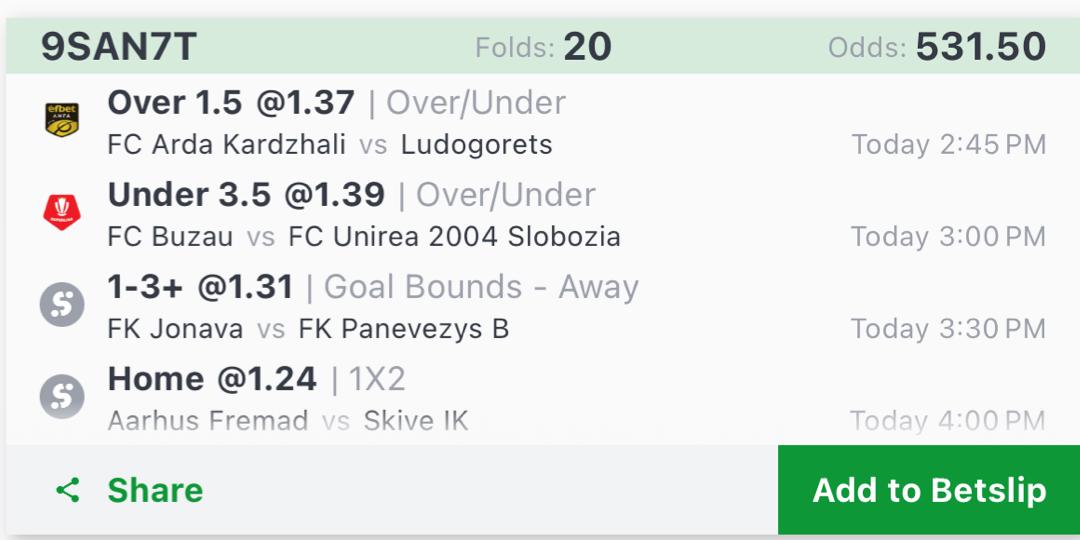 9SAN7T Folds: 20 Odds: 531.50
Over 1.5 @1.37 | Over/Under
efbet
FC Arda Kardzhali vs Ludogorets Today 2:45 PM
Under 3.5 @1.39 | Over/Under
FC Buzau vs FC Unirea 2004 Slobozia Today 3:00 PM
1-3+ @1.31 | Goal Bounds - Away
FK Jonava vs FK Panevezys B Today 3:30 PM
Home @1.24 | 1X2
Aarhus Fremad vs Skive IK Today 4:00 PM
Share Add to Betslip